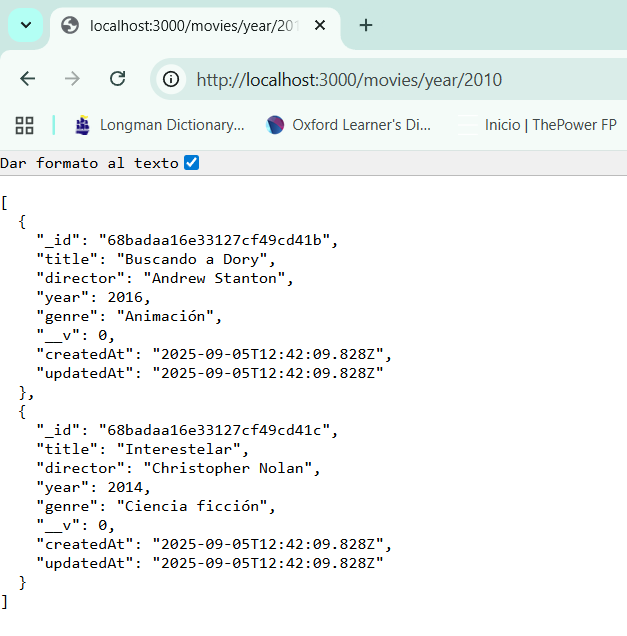 localhost:3000/movies/year/201
http://localhost:3000/movies/year/2010
Longman Dictionary... Oxford Learner's Di... Inicio | ThePower FP
Dar formato al texto
[
  {
    "_id": "68badaa16e33127cf49cd41b",
    "title": "Buscando a Dory",
    "director": "Andrew Stanton",
    "year": 2016,
    "genre": "Animación",
    "__v": 0,
    "createdAt": "2025-09-05T12:42:09.828Z",
    "updatedAt": "2025-09-05T12:42:09.828Z"
  },
  {
    "_id": "68badaa16e33127cf49cd41c",
    "title": "Interestelar",
    "director": "Christopher Nolan",
    "year": 2014,
    "genre": "Ciencia ficción",
    "__v": 0,
    "createdAt": "2025-09-05T12:42:09.828Z",
    "updatedAt": "2025-09-05T12:42:09.828Z"
  }
]